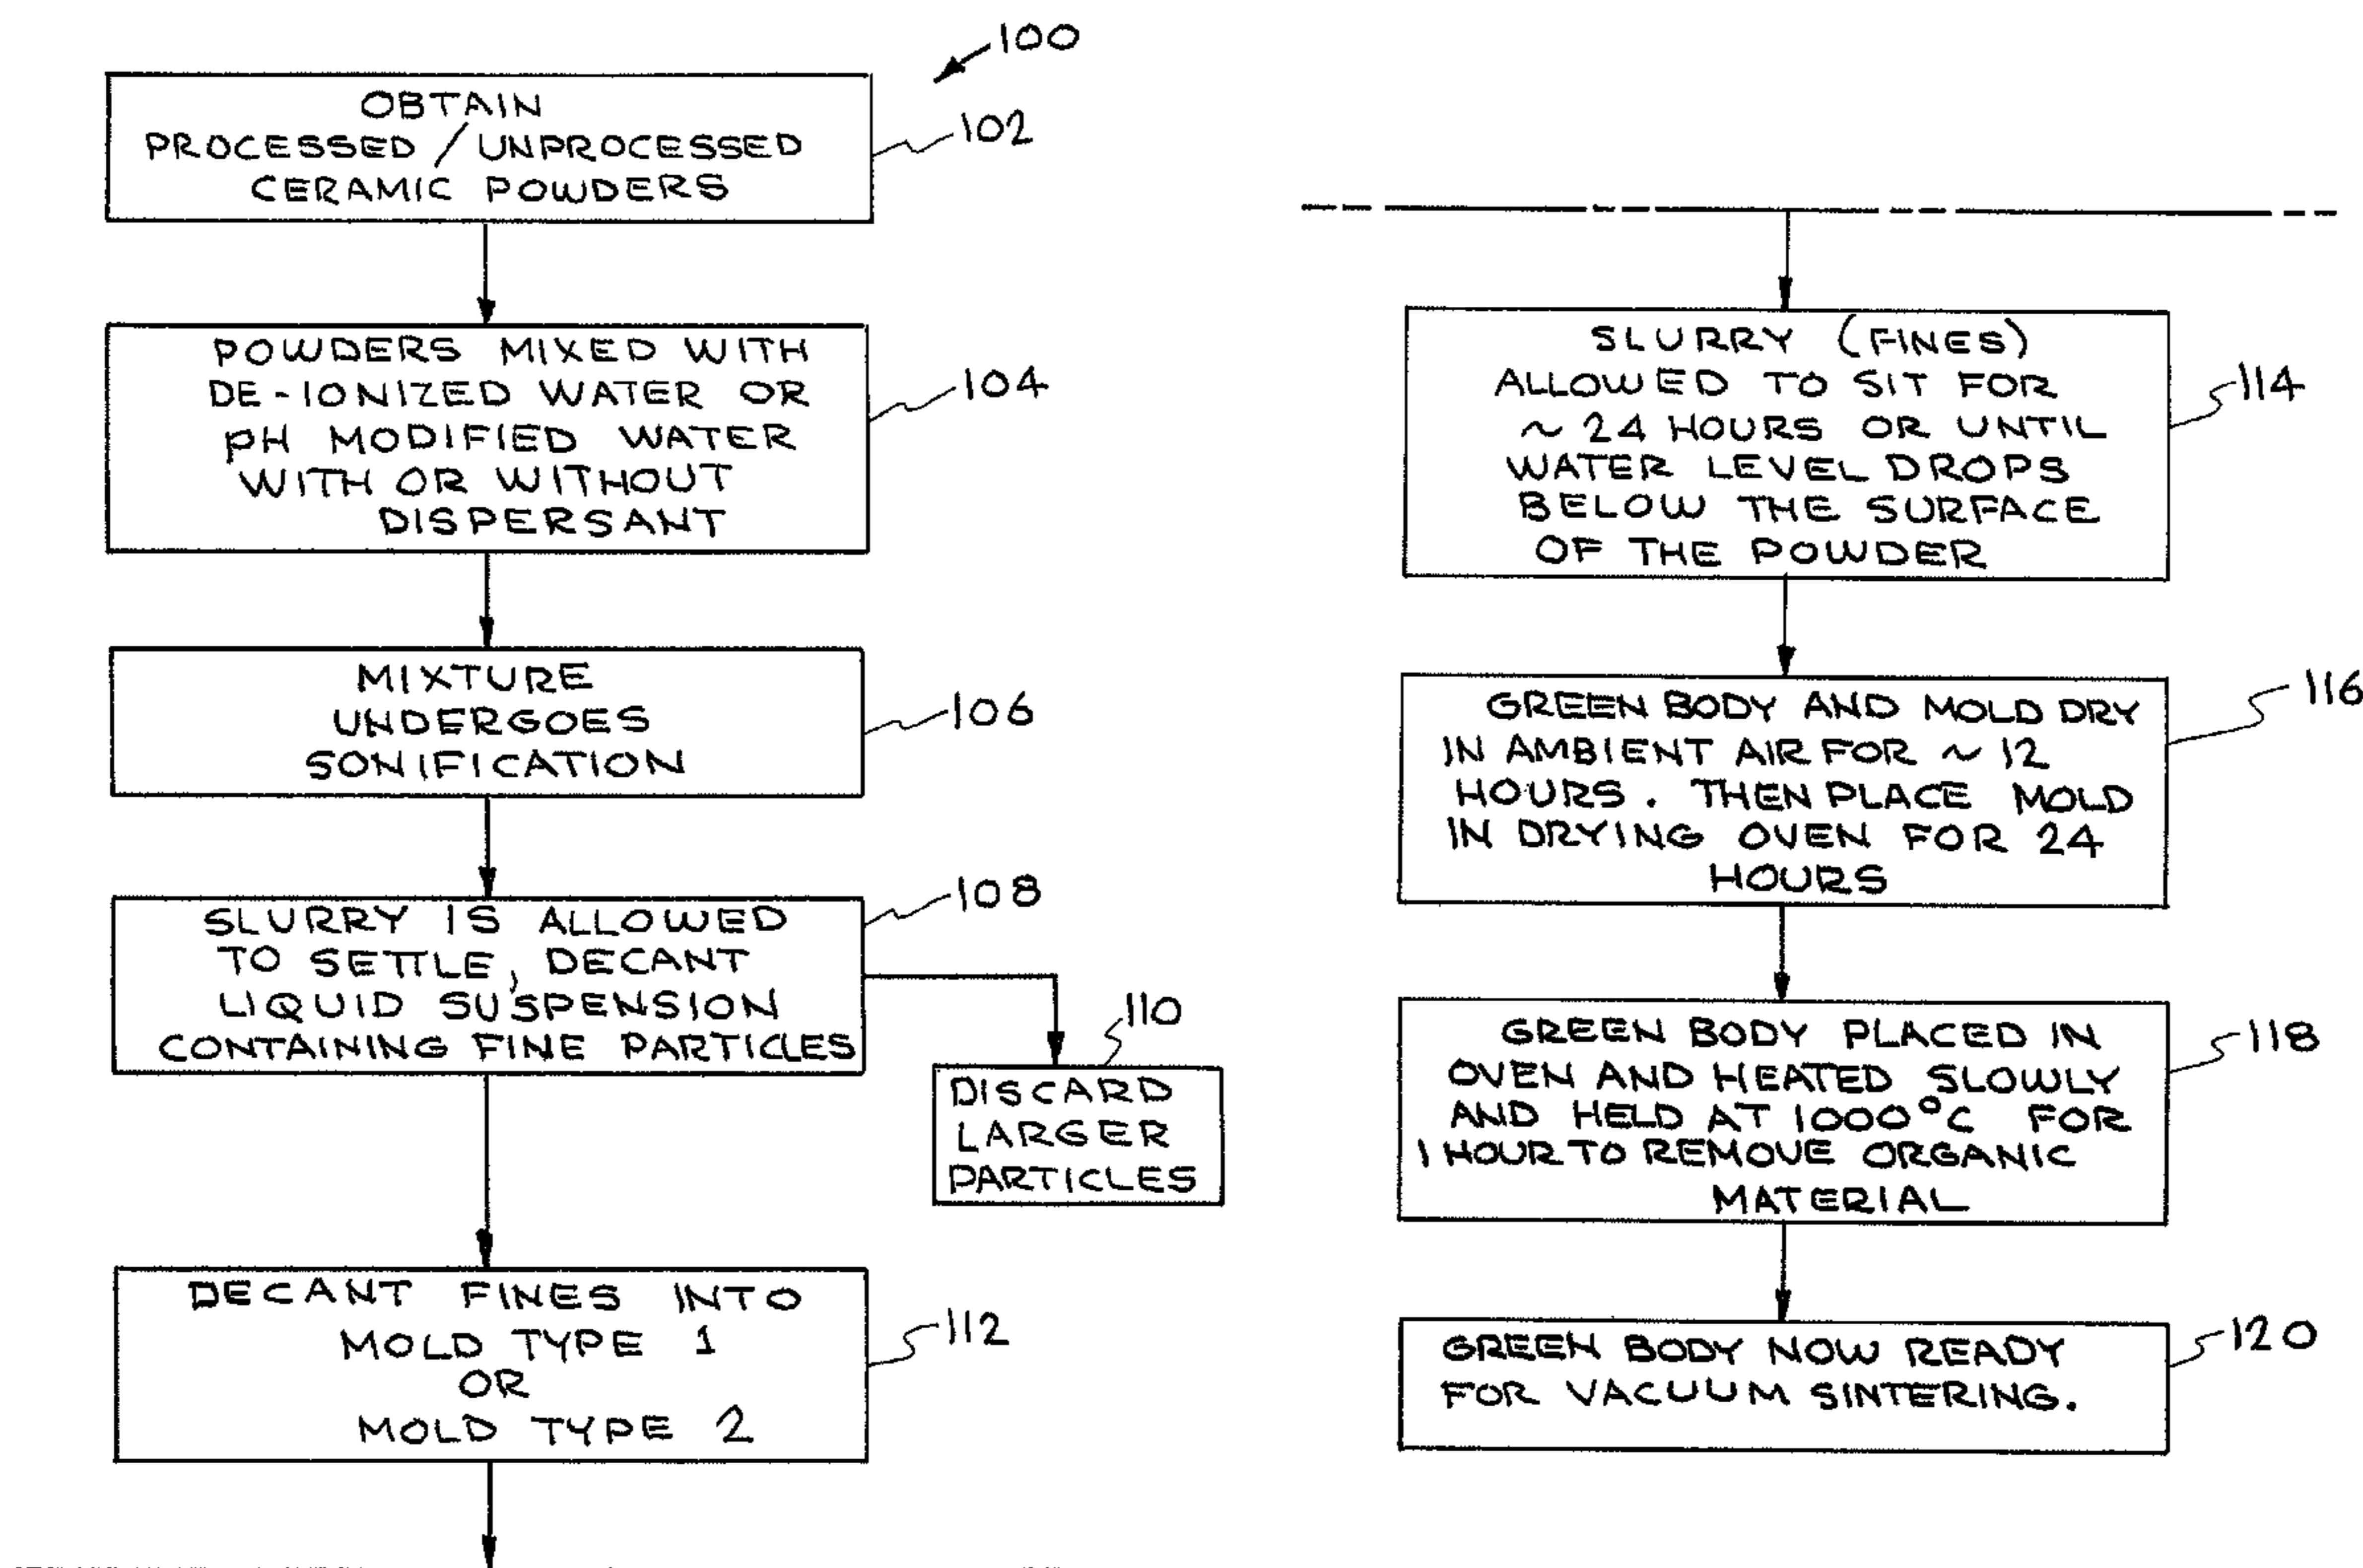 100
OBTAIN
PROCESSED / UNPROCESSED
CERAMIC POWDERS
102
POWDERS MIXED WITH
DE-IONIZED WATER OR
pH MODIFIED WATER
WITH OR WITHOUT
DISPERSANT
104
MIXTURE
UNDERGOES
SONIFICATION
106
SLURRY IS ALLOWED
TO SETTLE, DECANT
LIQUID SUSPENSION
CONTAINING FINE PARTICLES
108
110
DISCARD
LARGER
PARTICLES
DECANT FINES INTO
MOLD TYPE 1
OR
MOLD TYPE 2
112
SLURRY (FINES)
ALLOWED TO SIT FOR
~ 24 HOURS OR UNTIL
WATER LEVEL DROPS
BELOW THE SURFACE
OF THE POWDER
114
GREEN BODY AND MOLD DRY
IN AMBIENT AIR FOR ~ 12
HOURS. THEN PLACE MOLD
IN DRYING OVEN FOR 24
HOURS
116
GREEN BODY PLACED IN
OVEN AND HEATED SLOWLY
AND HELD AT 1000°C FOR
1 HOUR TO REMOVE ORGANIC
MATERIAL
118
GREEN BODY NOW READY
FOR VACUUM SINTERING.
120